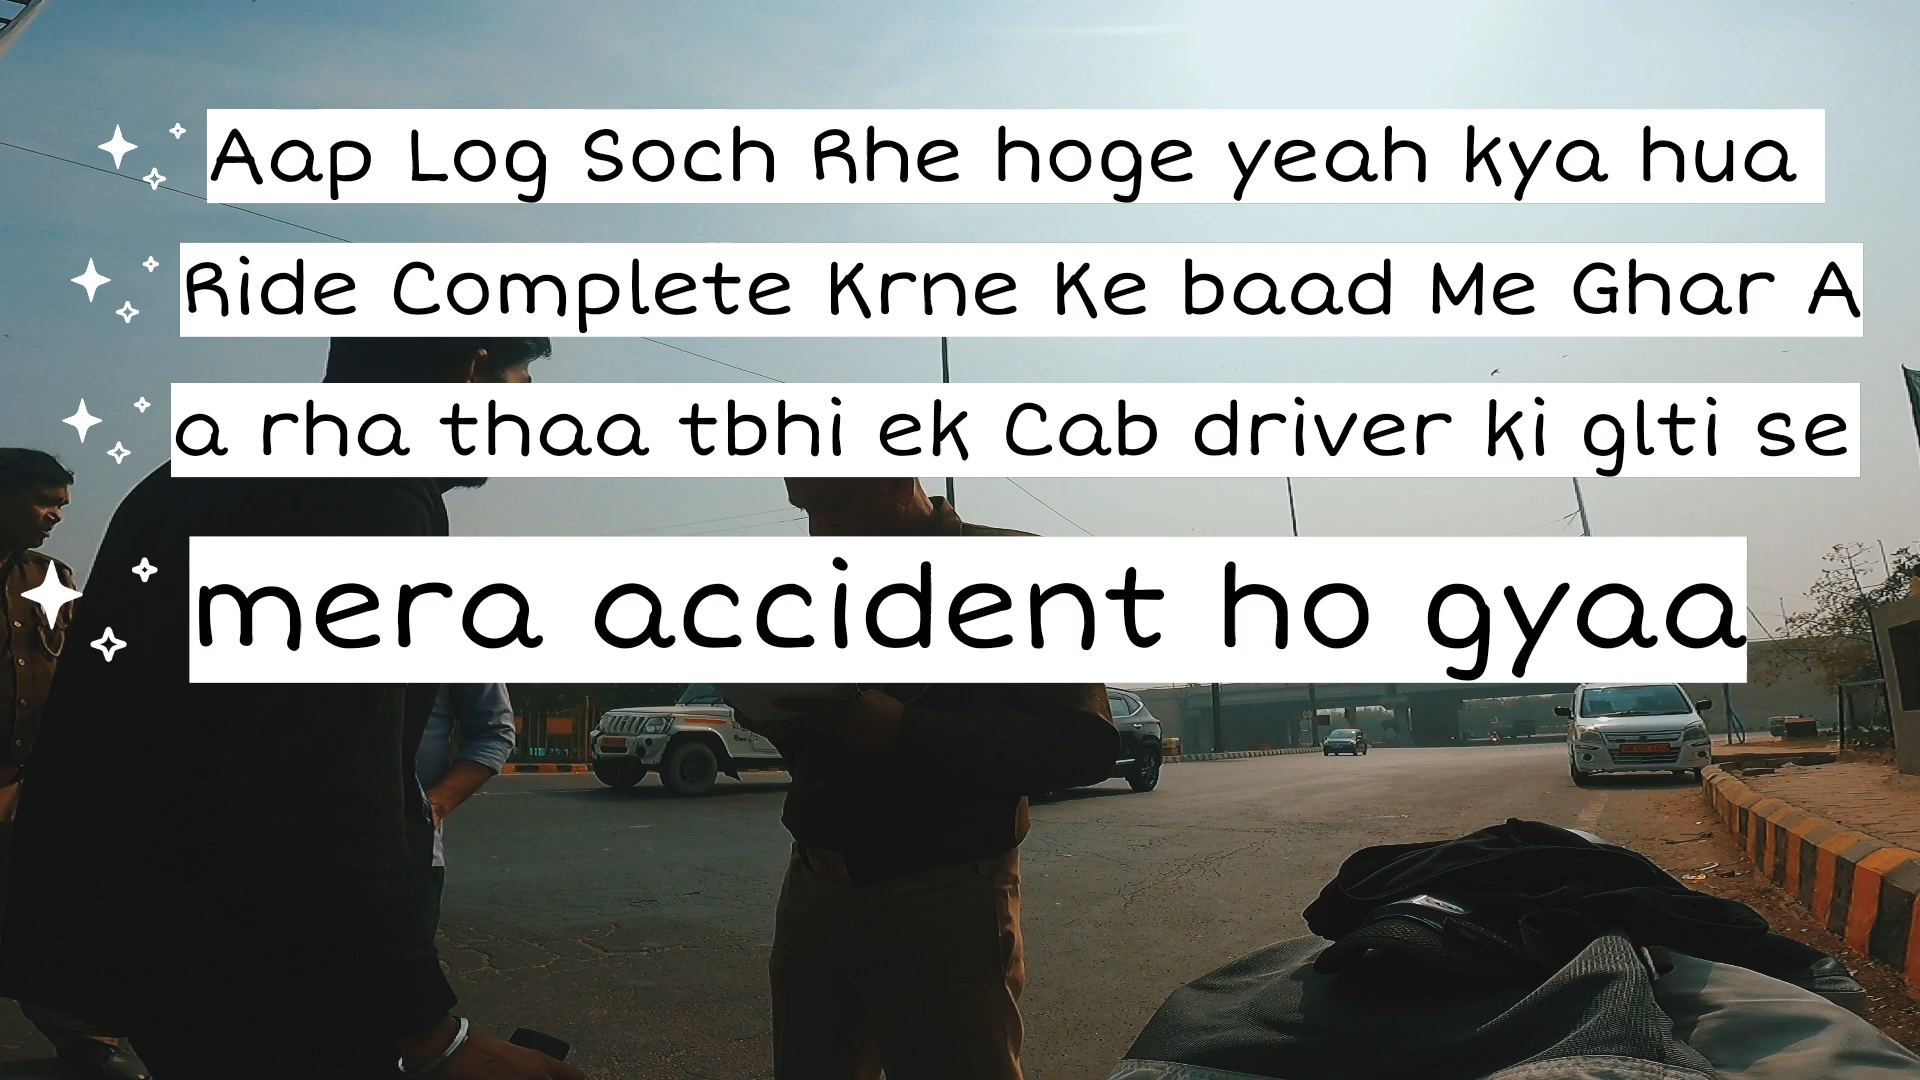 Aap Log Soch Rhe hoge yeah kya hua
Ride Complete Krne Ke baad Me Ghar A
a rha thaa tbhi ek Cab driver ki glti se
mera accident ho gyaa